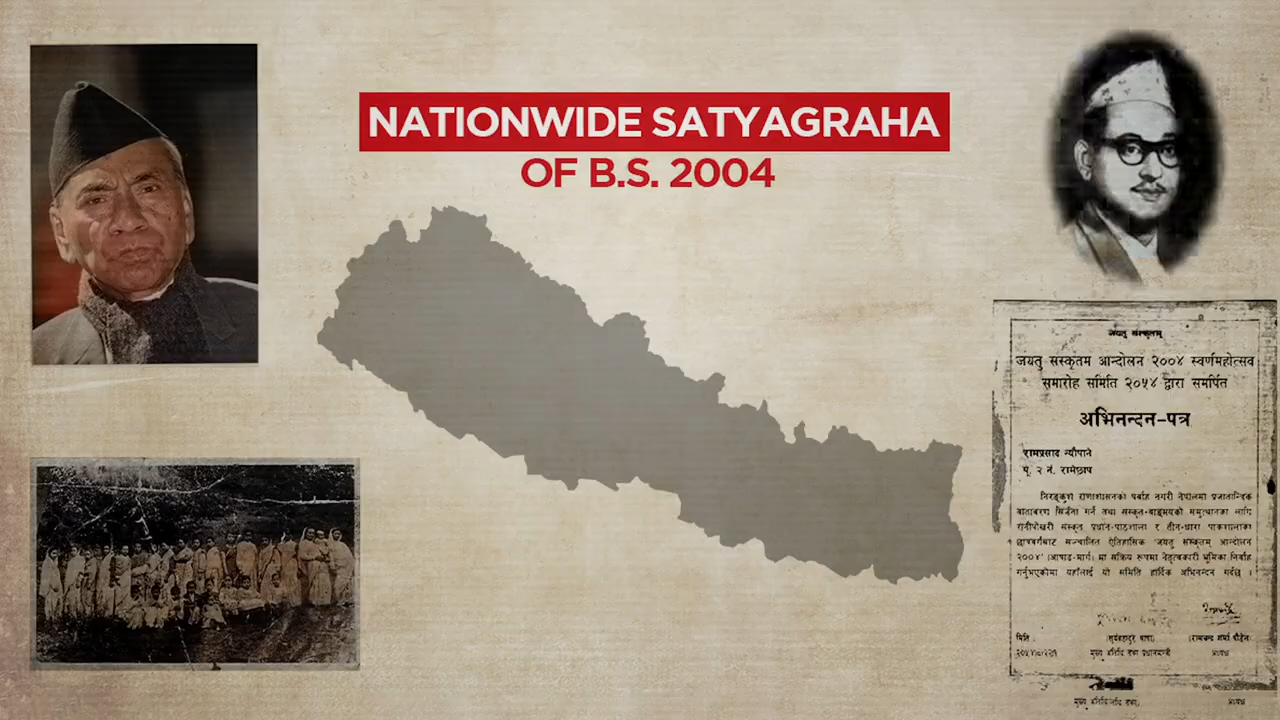 NATIONWIDE SATYAGRAHA
OF B.S. 2004
जयतु संस्कृतम्
जयतु संस्कृतम आन्दोलन २००४ स्वर्णमहोत्सव
समारोह समिति २०५४ द्वारा समर्पित
अभिनन्दन-पत्र
रामप्रसाद न्यौपाने
पू. २ नं. रामेछाप
निरङ्कुश राणाशासनको पर्वाह नगरी नेपालमा प्रजातान्त्रिक
वातावरण सिर्जना गर्न तथा संस्कृत-वाङ्मयको समुत्थानका लागि
रानीपोखरी संस्कृत प्रधान-पाठशाला र तीन-धारा पाकशालाका
छात्रवर्गबाट सञ्चालित ऐतिहासिक 'जयतु संस्कृतम् आन्दोलन
२००४' (आषाढ-मार्ग) मा सक्रिय रूपमा नेतृत्वकारी भूमिका निर्वाह
गर्नुभएकोमा यहाँलाई यो समिति हार्दिक अभिनन्दन गर्दछ ।
मिति
मुख्य अतिथि
अध्यक्ष